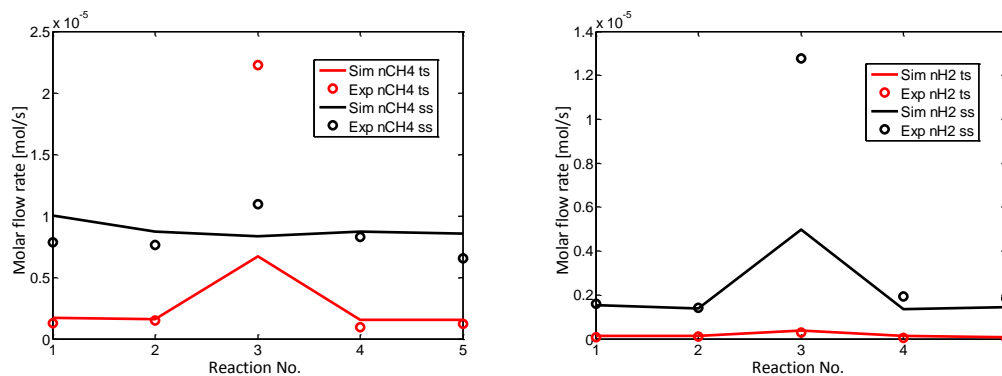 x 10^-5
2.5
2
1.5
1
0.5
0
Molar flow rate [mol/s]
Sim nCH4 ts
Exp nCH4 ts
Sim nCH4 ss
Exp nCH4 ss
1 2 3 4 5
Reaction No.
x 10^-5
1.4
1.2
1
0.8
0.6
0.4
0.2
0
Molar flow rate [mol/s]
Sim nH2 ts
Exp nH2 ts
Sim nH2 ss
Exp nH2 ss
1 2 3 4
Reaction No.